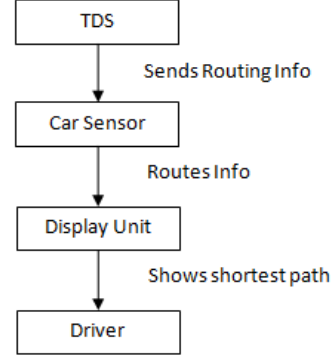 TDS
Sends Routing Info
Car Sensor
Routes Info
Display Unit
Shows shortest path
Driver